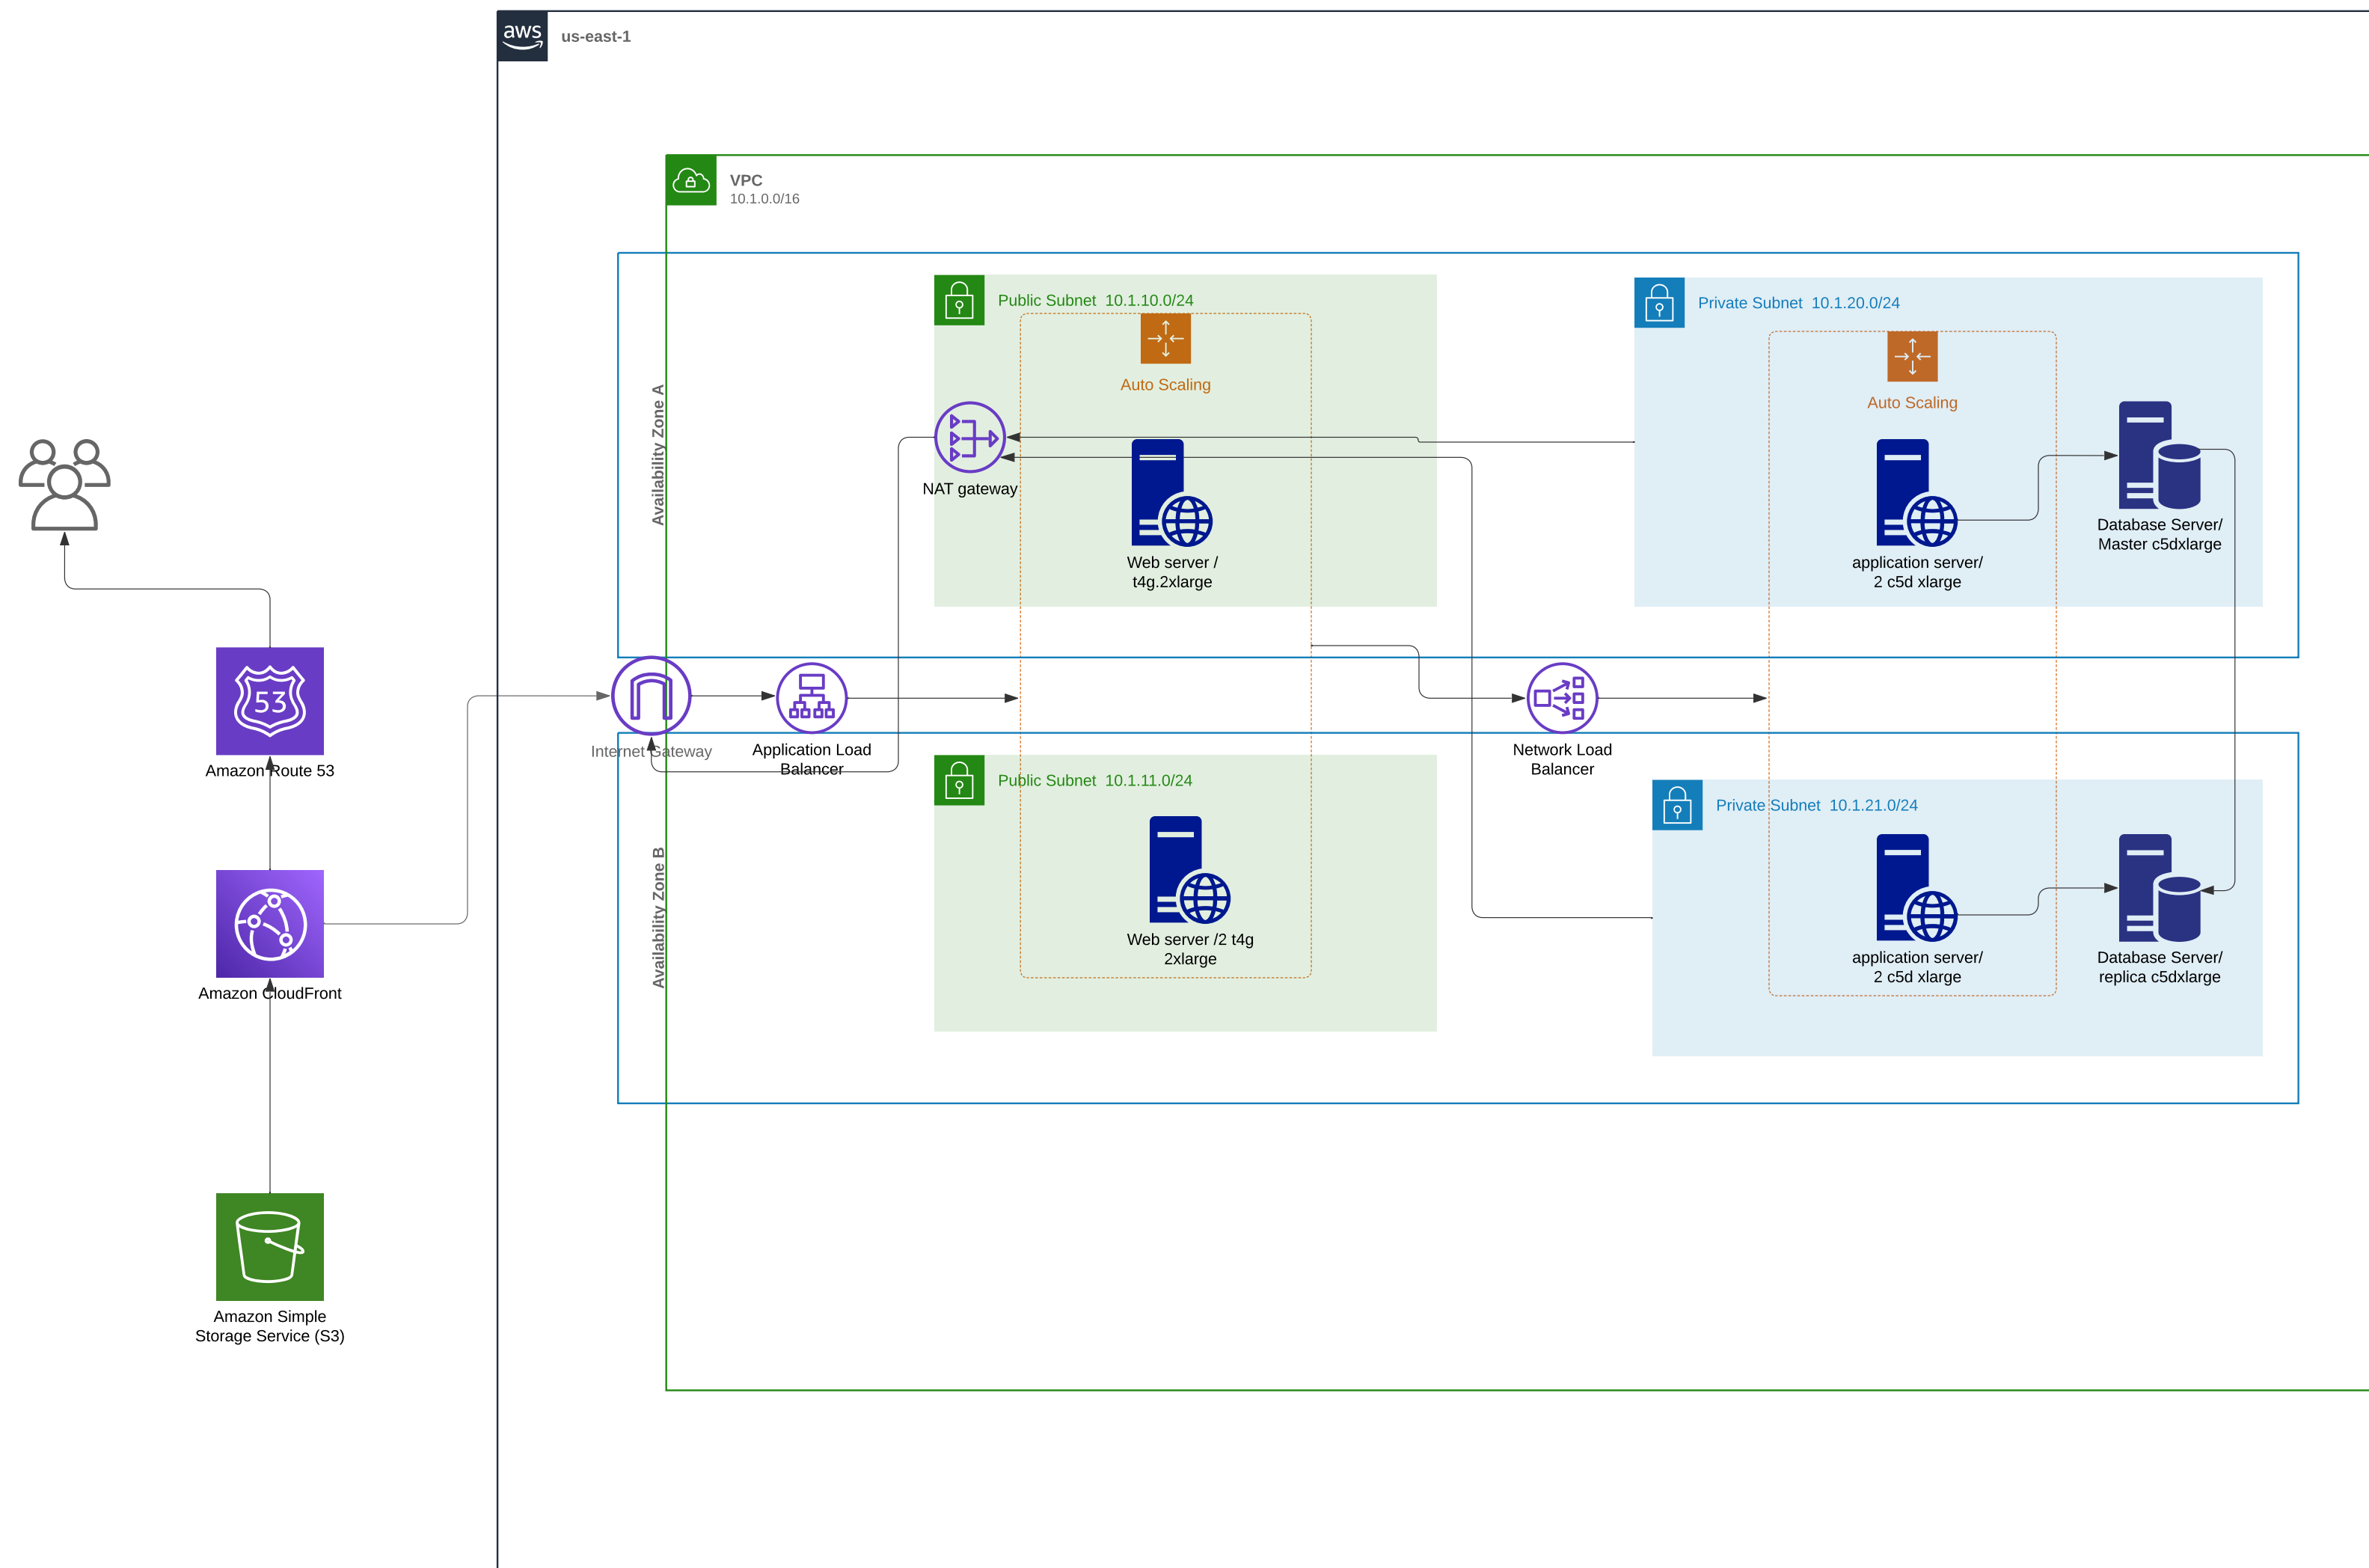 aws
us-east-1
VPC
10.1.0.0/16
Availability Zone A
Public Subnet  10.1.10.0/24
Auto Scaling
NAT gateway
Web server /
t4g.2xlarge
Private Subnet  10.1.20.0/24
Auto Scaling
application server/
2 c5d xlarge
Database Server/
Master c5dxlarge
53
Amazon Route 53
Internet Gateway
Application Load
Balancer
Network Load
Balancer
Availability Zone B
Public Subnet  10.1.11.0/24
Web server /2 t4g
2xlarge
Private Subnet  10.1.21.0/24
application server/
2 c5d xlarge
Database Server/
replica c5dxlarge
Amazon CloudFront
Amazon Simple
Storage Service (S3)